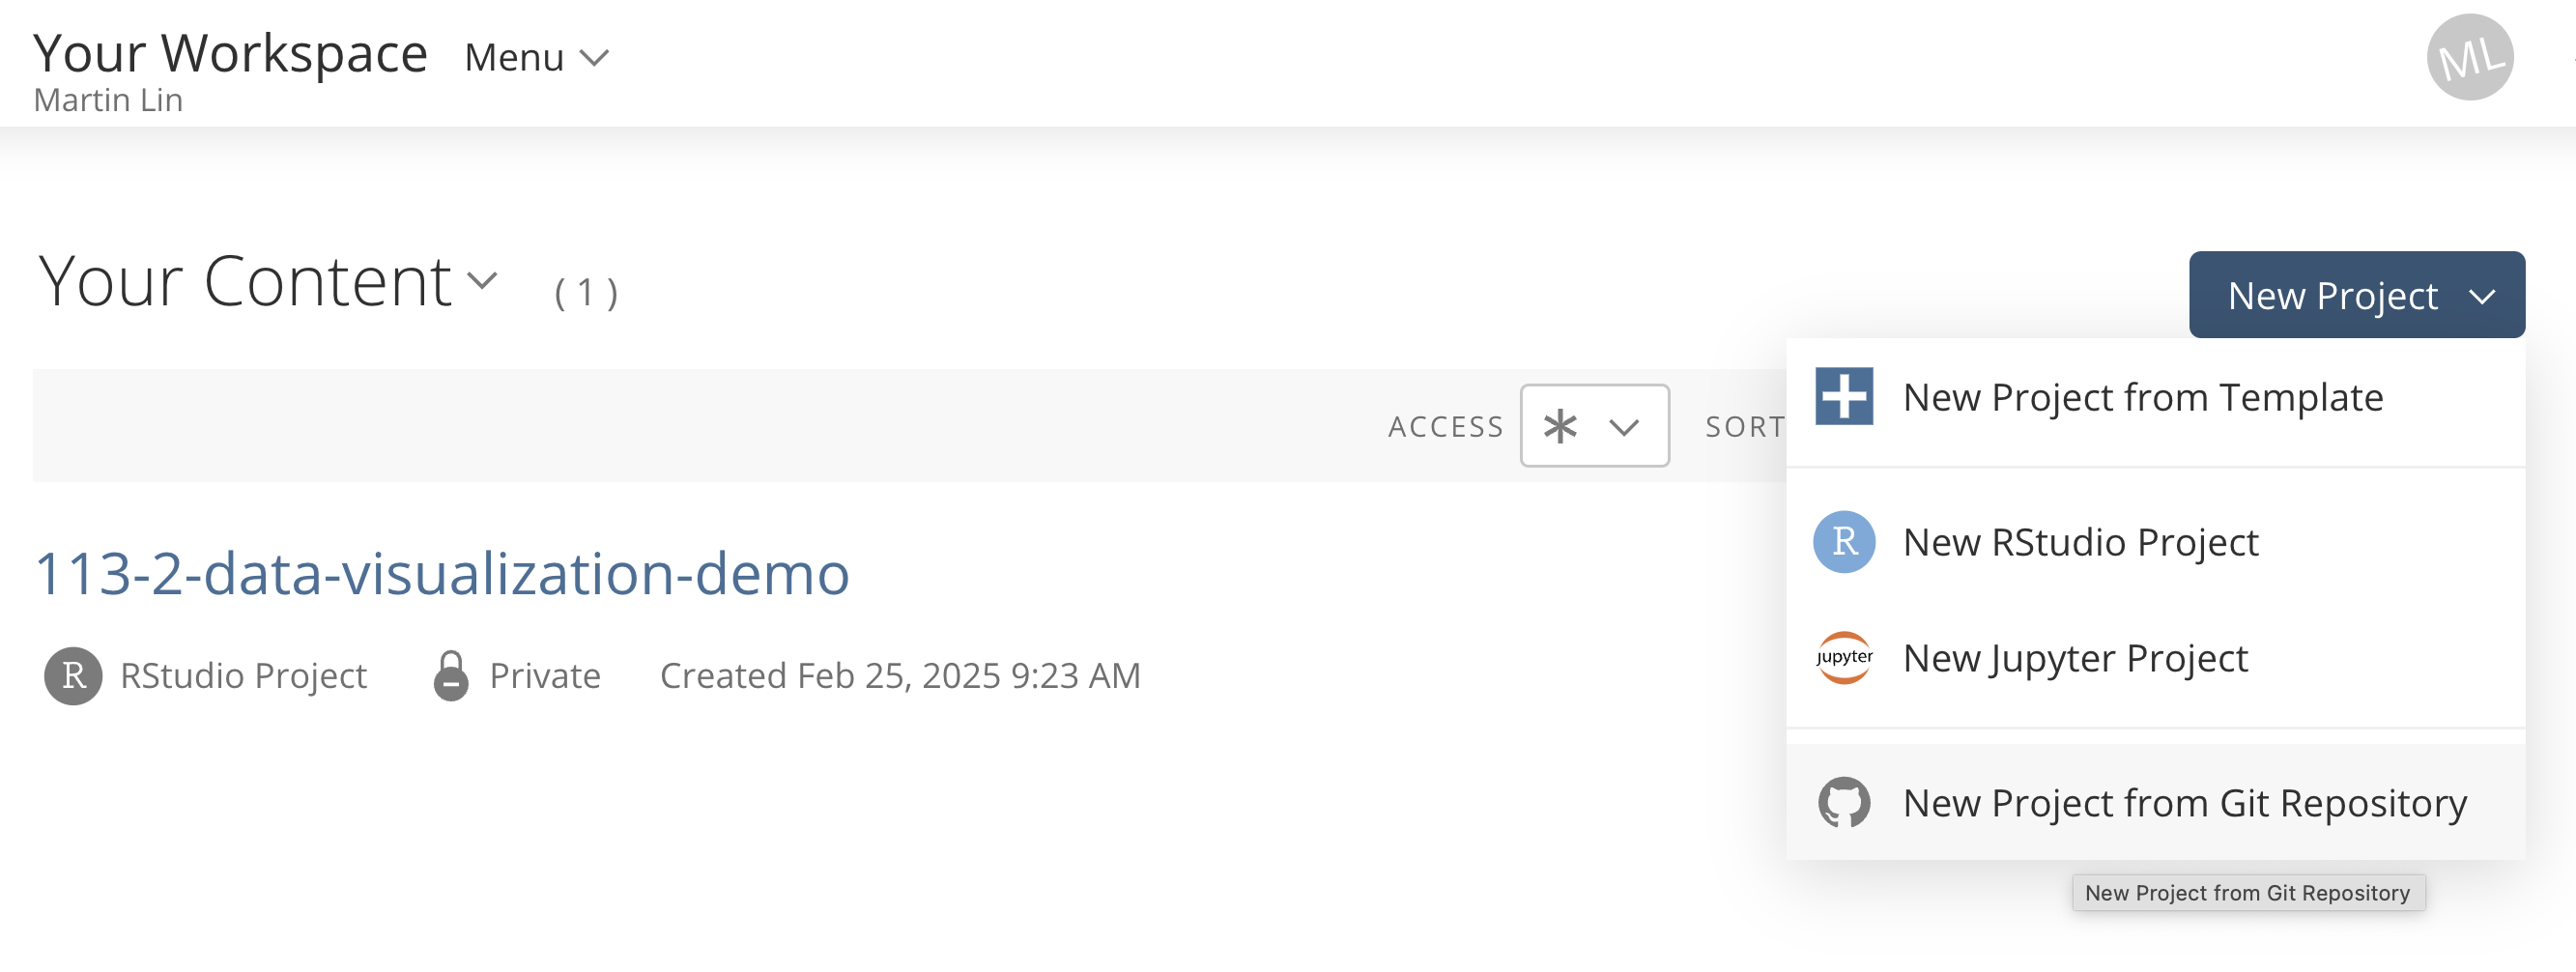 Your Workspace Menu
Martin Lin
ML
Your Content (1)
New Project
ACCESS * SORT
New Project from Template
R New RStudio Project
jupyter New Jupyter Project
New Project from Git Repository
New Project from Git Repository
113-2-data-visualization-demo
R RStudio Project Private Created Feb 25, 2025 9:23 AM